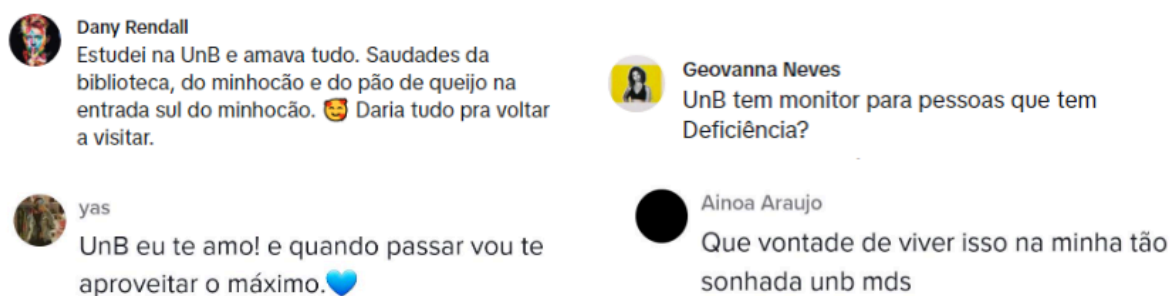 Dany Rendall
Estudei na UnB e amava tudo. Saudades da
biblioteca, do minhocão e do pão de queijo na
entrada sul do minhocão. 🥰 Daria tudo pra voltar
a visitar.
Geovanna Neves
UnB tem monitor para pessoas que tem
Deficiência?
yas
UnB eu te amo! e quando passar vou te
aproveitar o máximo.💙
Ainoa Araujo
Que vontade de viver isso na minha tão
sonhada unb mds